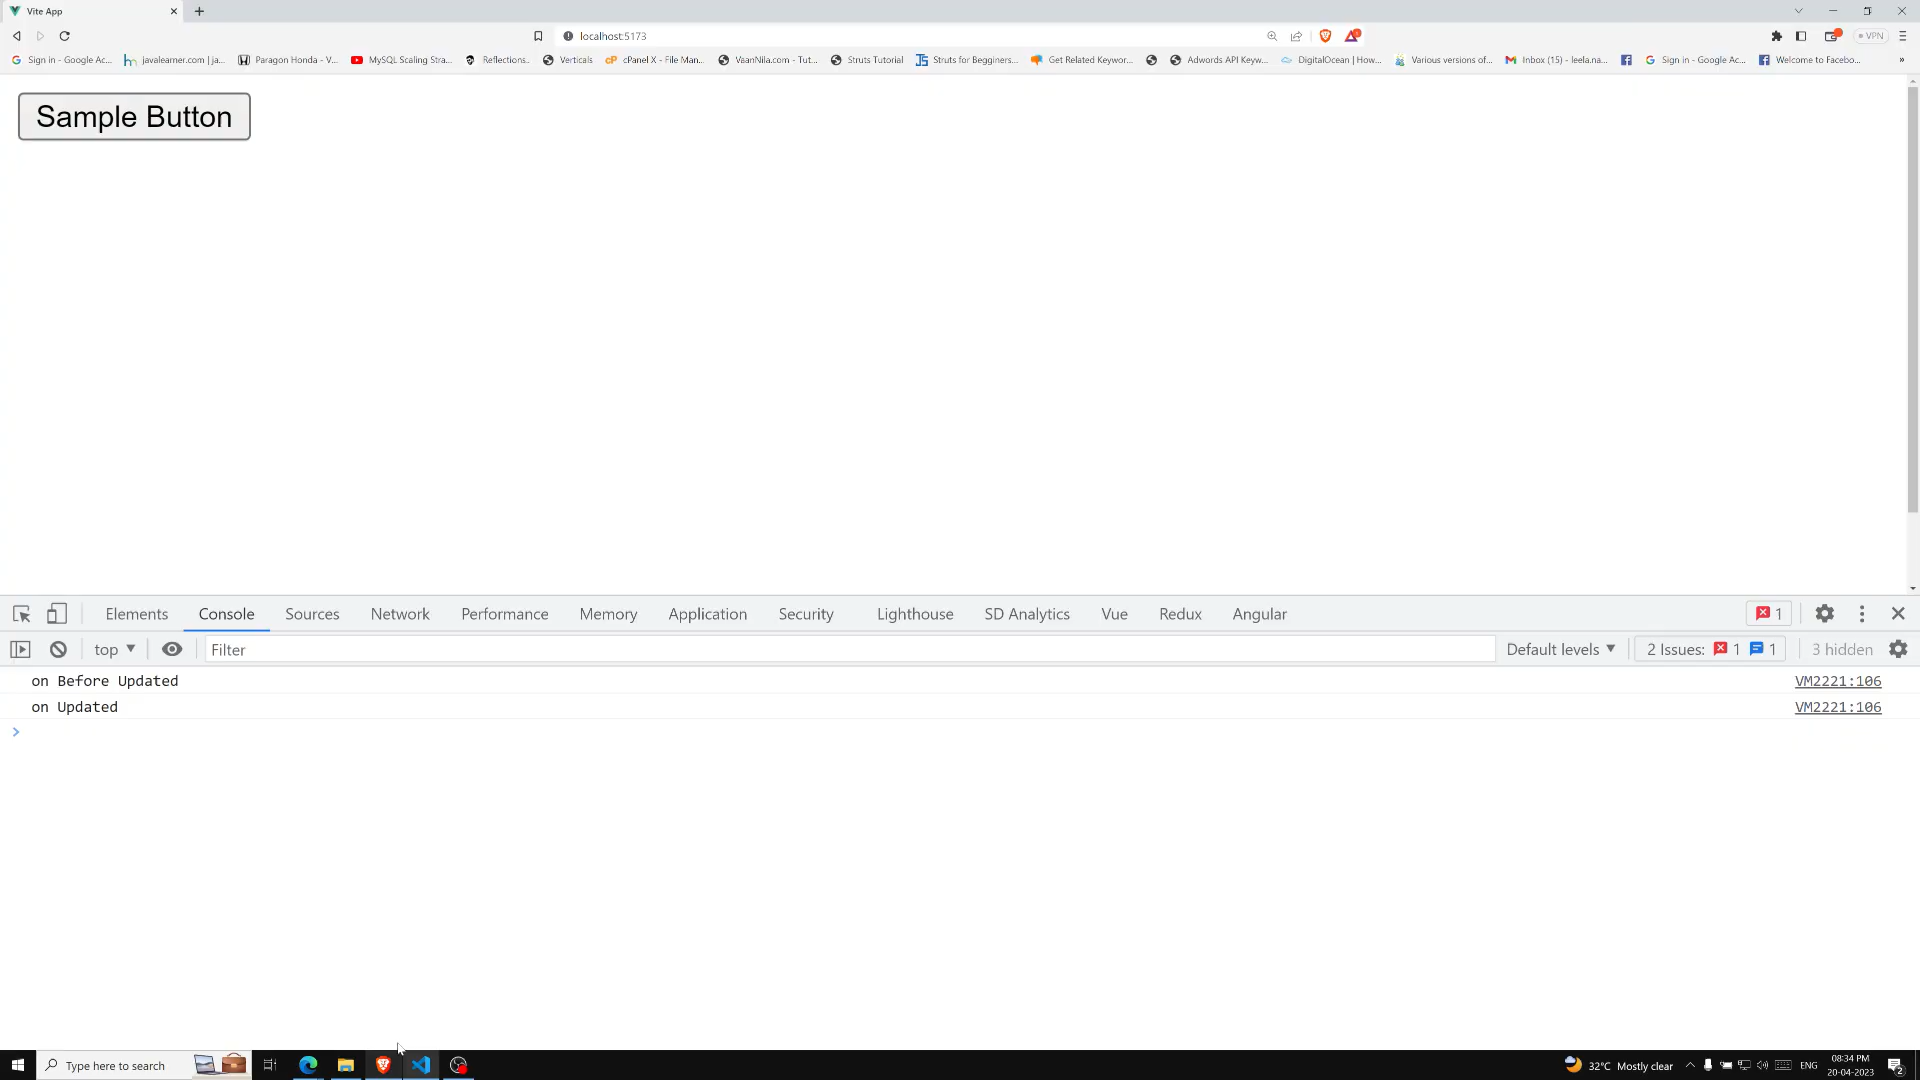 Vite App
localhost:5173
VPN
Sign in - Google Ac...
javalearner.com | ja...
Paragon Honda - V...
MySQL Scaling Stra...
Reflections..
Verticals
cPanel X - File Man...
VaanNila.com - Tut...
Struts Tutorial
Struts for Begginers...
Get Related Keywor...
Adwords API Keyw...
DigitalOcean | How...
Various versions of...
Inbox (15) - leela.na...
Sign in - Google Ac...
Welcome to Facebo...
»
Sample Button
Elements Console Sources Network Performance Memory Application Security Lighthouse SD Analytics Vue Redux Angular 1
top Filter Default levels 2 Issues: 1 1 3 hidden
on Before Updated VM2221:106
on Updated VM2221:106
>
Type here to search
32°C Mostly clear
ENG
08:34 PM
20-04-2023
2